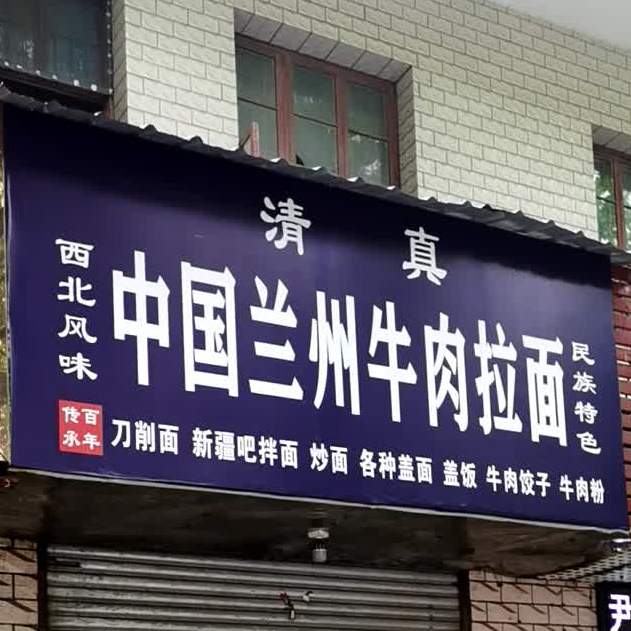 清真
西北风味
中国兰州牛肉拉面
民族特色
百年
传承
刀削面 新疆吧拌面 炒面 各种盖面 盖饭 牛肉饺子 牛肉粉
尹